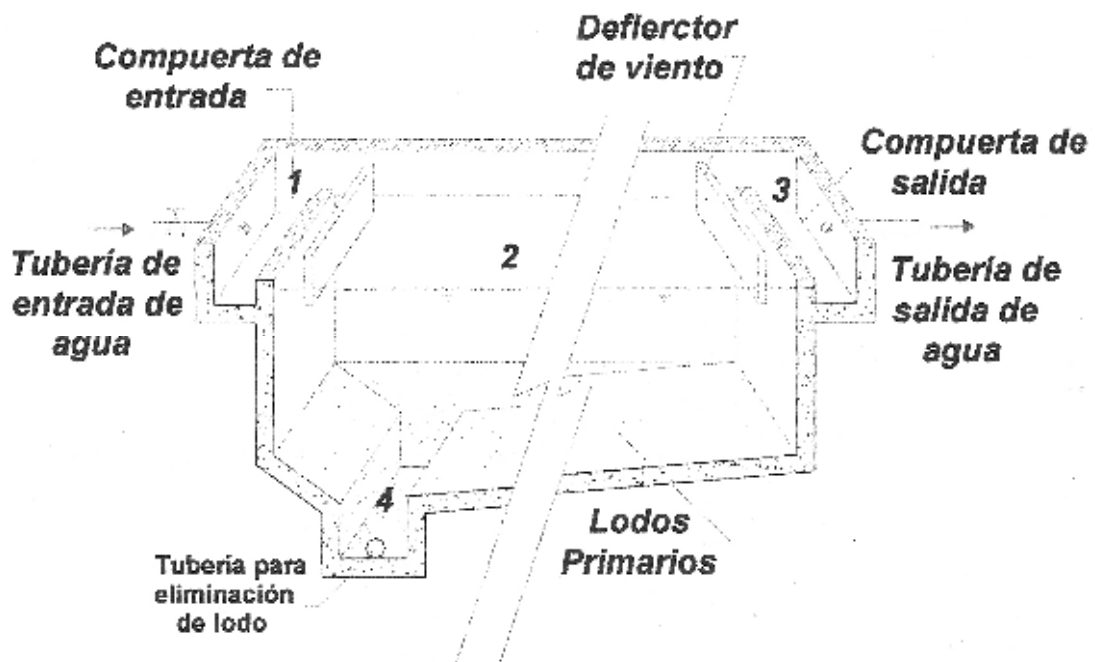 Compuerta de
entrada
Deflerctor
de viento
Compuerta de
salida
1
3
2
Tubería de
entrada de
agua
Tubería de
salida de
agua
4
Lodos
Primarios
Tubería para
eliminación
de lodo